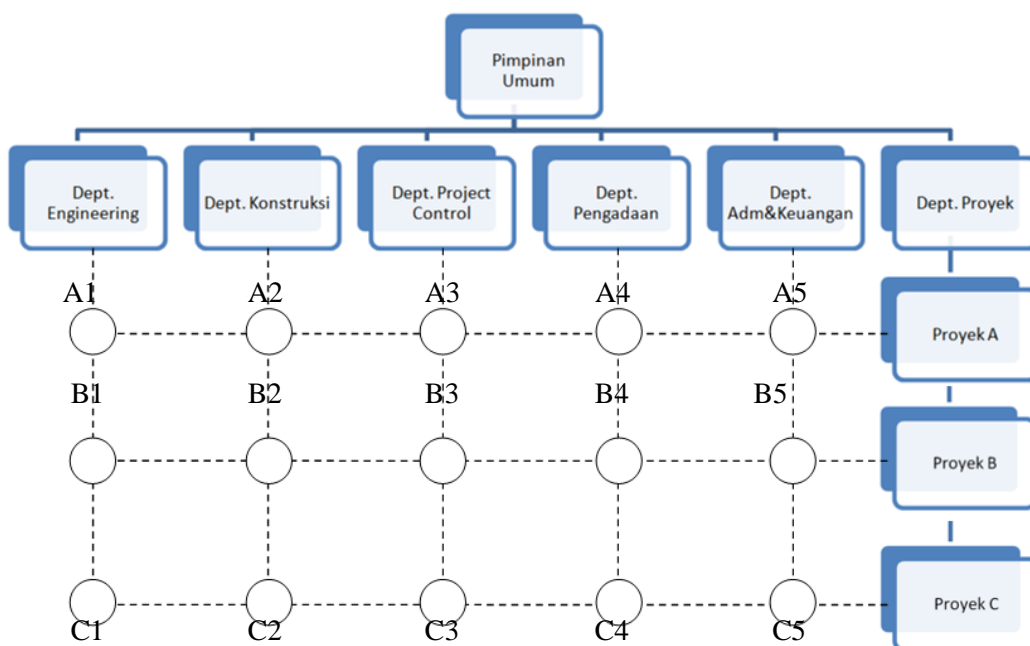 Pimpinan
Umum
Dept.
Engineering
Dept. Konstruksi
Dept. Project
Control
Dept.
Pengadaan
Dept.
Adm&Keuangan
Dept. Proyek
A1
A2
A3
A4
A5
Proyek A
B1
B2
B3
B4
B5
Proyek B
C1
C2
C3
C4
C5
Proyek C